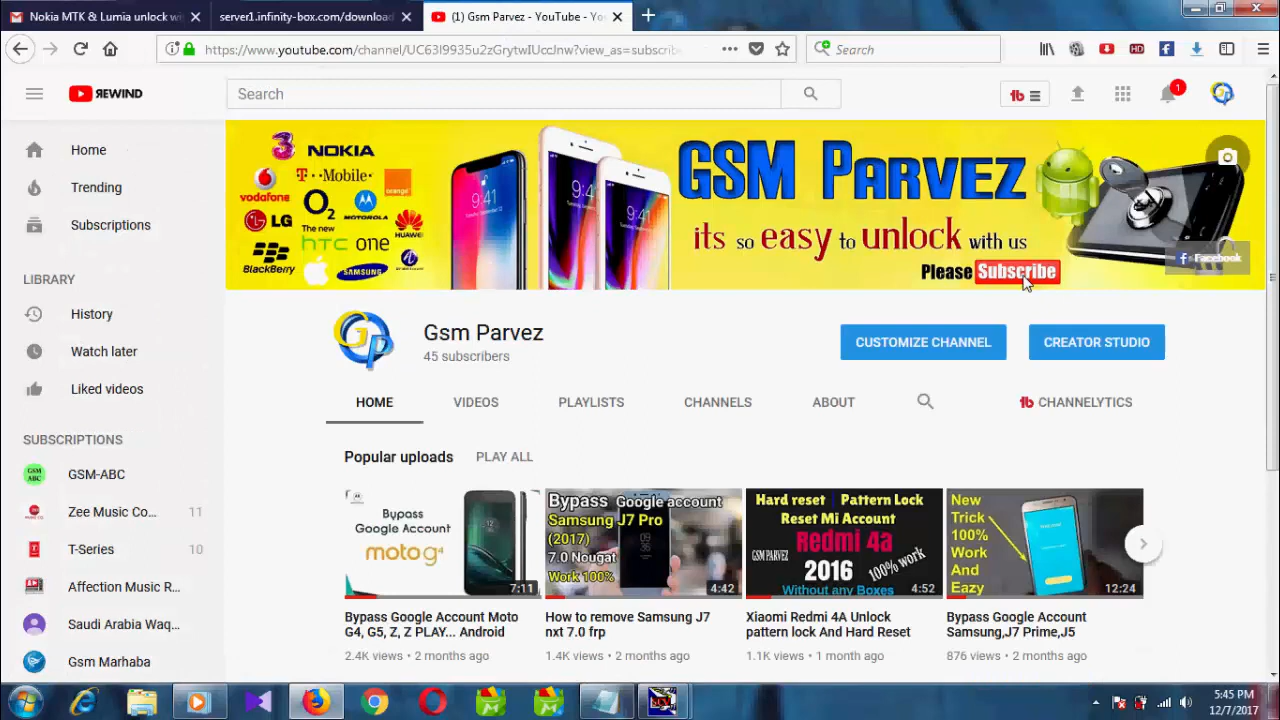 Nokia MTK & Lumia unlock wi
server1.infinity-box.com/download
(1) Gsm Parvez - YouTube - Yo
https://www.youtube.com/channel/UC63I9935u2zGrytwIUccJnw?view_as=subscribe
Search
HD
REWIND
Search
1
3 NOKIA
vodafone
T-Mobile
orange
O2
MOTOROLA
HUAWEI
LG
The new
htc one
BlackBerry
SAMSUNG
GSM PARVEZ
its so easy to unlock with us
Please Subscribe
Facebook
Home
Trending
Subscriptions
LIBRARY
History
Watch later
Liked videos
SUBSCRIPTIONS
GSM-ABC
Zee Music Co... 11
T-Series 10
Affection Music R...
Saudi Arabia Waq...
Gsm Marhaba
Gsm Parvez
45 subscribers
CUSTOMIZE CHANNEL
CREATOR STUDIO
HOME VIDEOS PLAYLISTS CHANNELS ABOUT CHANNELYTICS
Popular uploads PLAY ALL
Bypass
Google Account
moto g4
7:11
Bypass Google Account Moto
G4, G5, Z, Z PLAY... Android
2.4K views • 2 months ago
Bypass Google account
Samsung J7 Pro
(2017)
7.0 Nougat
Work 100%
4:42
How to remove Samsung J7
nxt 7.0 frp
1.4K views • 2 months ago
Hard reset Pattern Lock
Reset Mi Account
Redmi 4a
GSM PARVEZ 2016 100% work
Without any Boxes
4:52
Xiaomi Redmi 4A Unlock
pattern lock And Hard Reset
1.1K views • 1 month ago
New
Trick
100%
Work
And
Eazy
12:24
Bypass Google Account
Samsung,J7 Prime,J5
876 views • 2 months ago
5:45 PM
12/7/2017